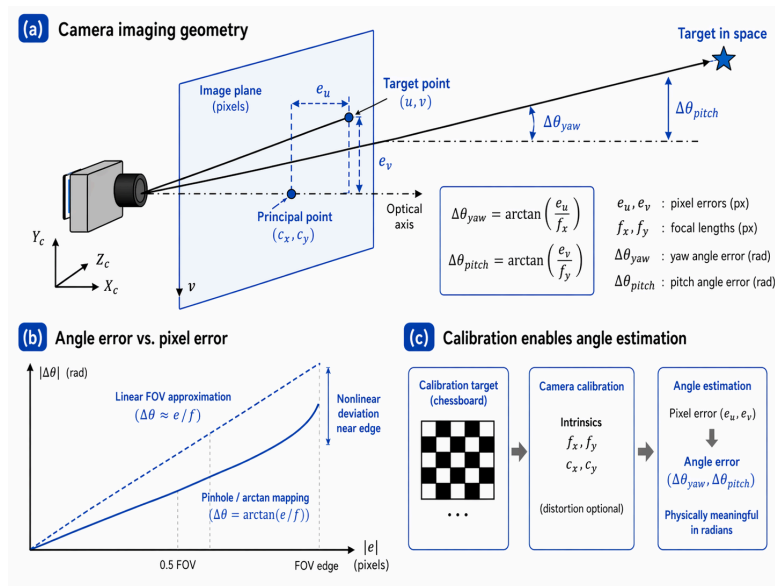 (a) Camera imaging geometry
Target in space
Image plane
(pixels)
e_u
Target point
(u, v)
Δθ_yaw
Δθ_pitch
e_v
Principal point
(c_x, c_y)
Optical
axis
Y_c
Z_c
X_c
v
Δθ_yaw = arctan(e_u/f_x)
Δθ_pitch = arctan(e_v/f_y)
e_u, e_v : pixel errors (px)
f_x, f_y : focal lengths (px)
Δθ_yaw : yaw angle error (rad)
Δθ_pitch : pitch angle error (rad)
(b) Angle error vs. pixel error
|Δθ| (rad)
Linear FOV approximation
(Δθ ≈ e/f)
Nonlinear
deviation
near edge
Pinhole / arctan mapping
(Δθ = arctan(e/f))
0.5 FOV
FOV edge
|e|
(pixels)
(c) Calibration enables angle estimation
Calibration target
(chessboard)
• • •
Camera calibration
Intrinsics
f_x, f_y
c_x, c_y
(distortion optional)
Angle estimation
Pixel error (e_u, e_v)
Angle error
(Δθ_yaw, Δθ_pitch)
Physically meaningful
in radians